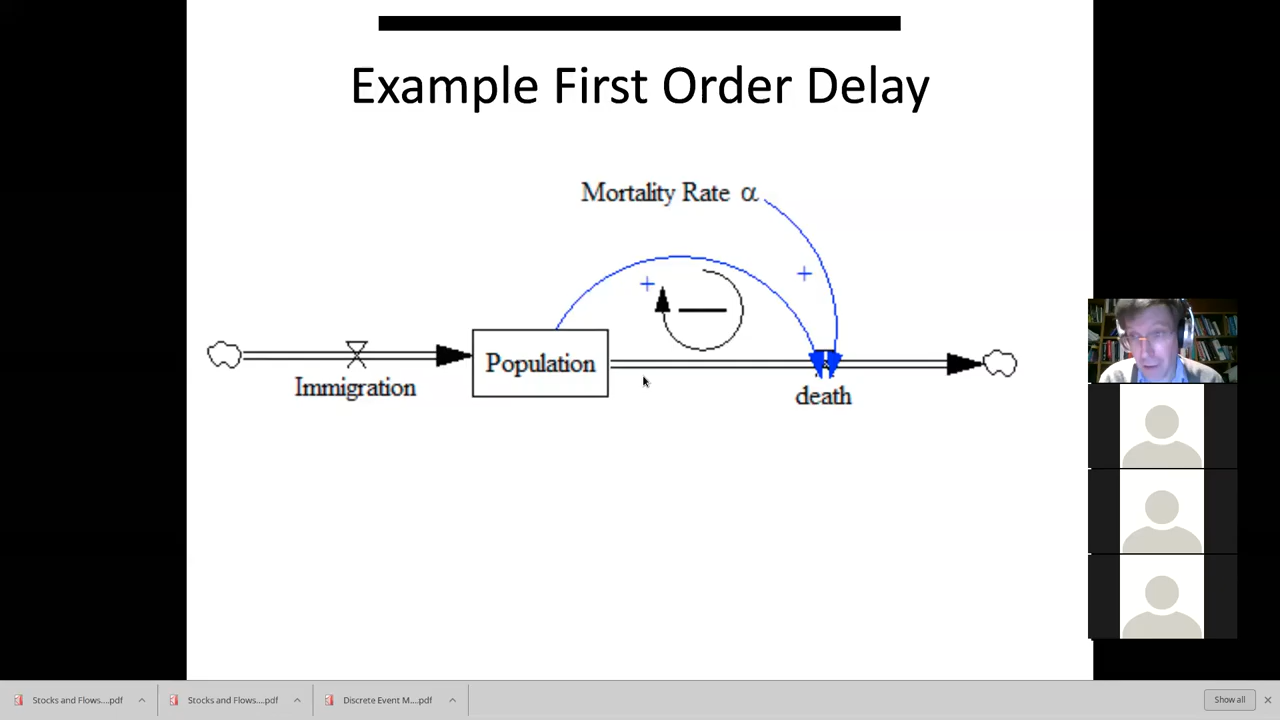 Example First Order Delay
Mortality Rate α
+
+
Population
Immigration
death
Stocks and Flows....pdf
Stocks and Flows....pdf
Discrete Event M....pdf
Show all